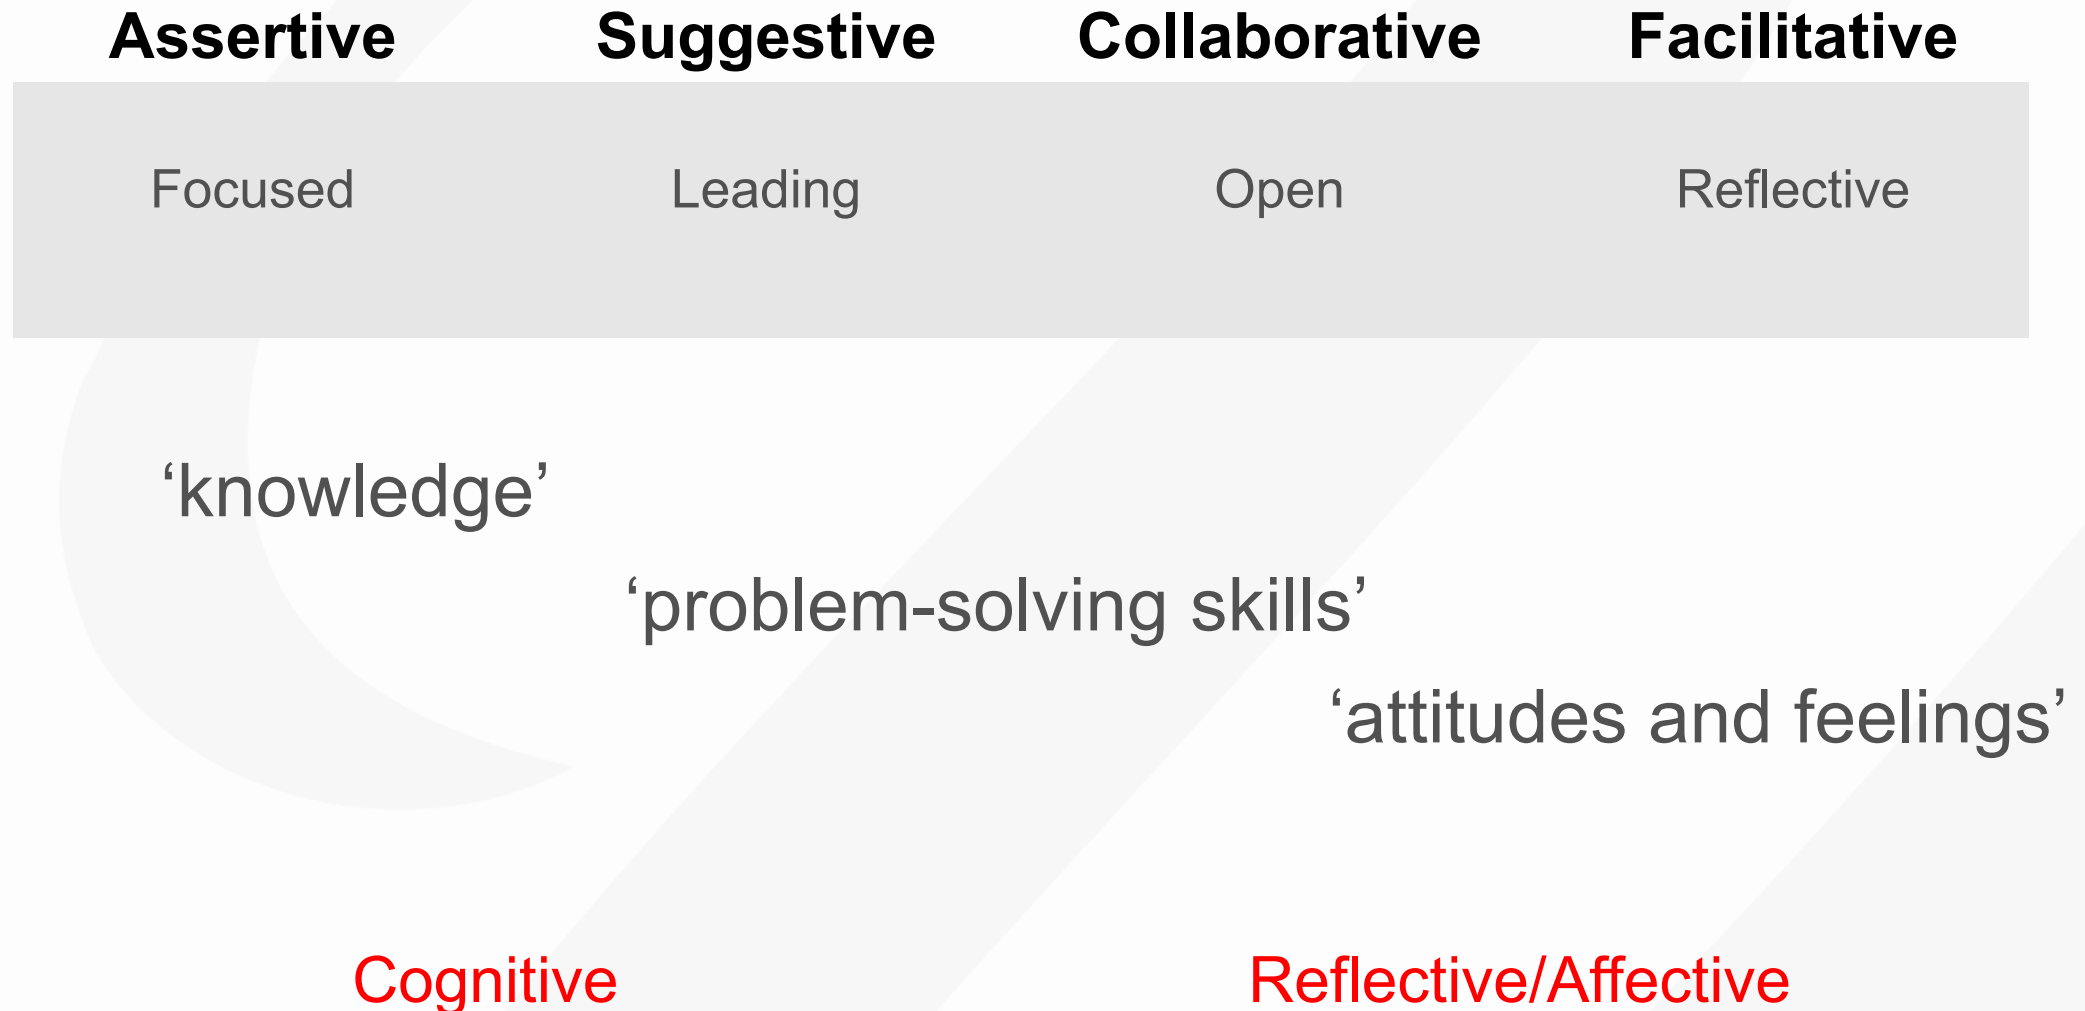 Assertive Suggestive Collaborative Facilitative
Focused Leading Open Reflective
‘knowledge’
‘problem-solving skills’
‘attitudes and feelings’
Cognitive Reflective/Affective